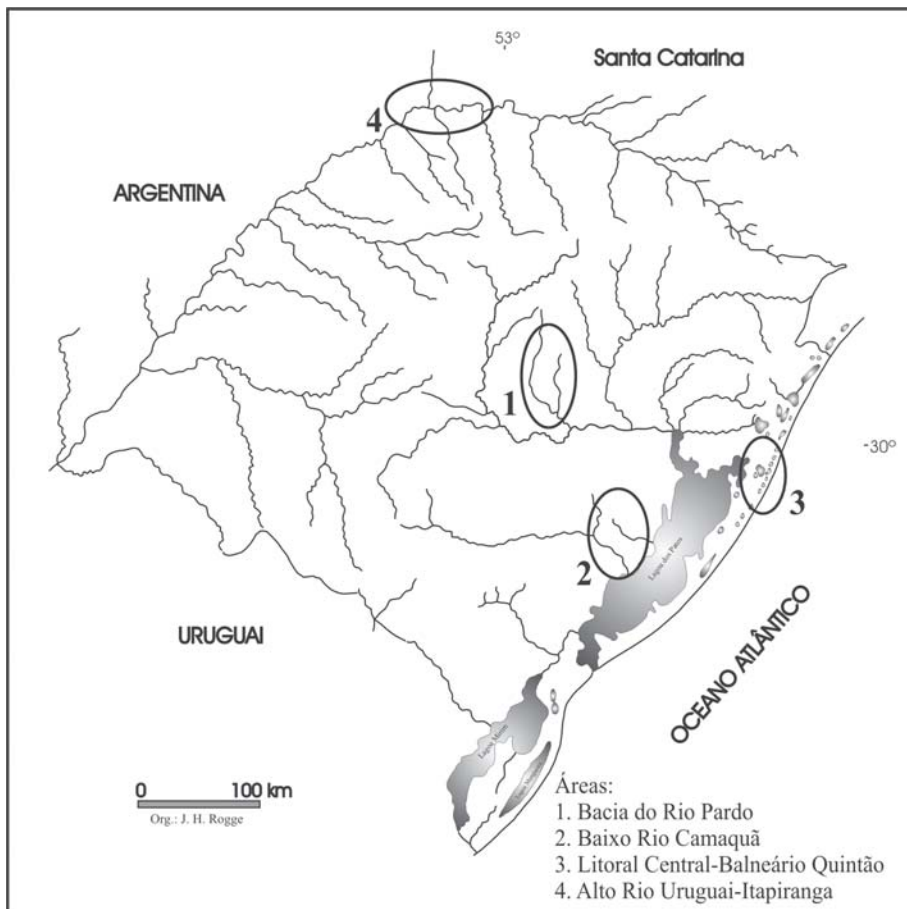 53º
Santa Catarina
4
ARGENTINA
1
-30º
3
2
Lagoa dos Patos
URUGUAI
OCEANO ATLÂNTICO
Lagoa Mirim
0 100 km
Org.: J. H. Rogge
Áreas:
1. Bacia do Rio Pardo
2. Baixo Rio Camaquã
3. Litoral Central-Balneário Quintão
4. Alto Rio Uruguai-Itapiranga